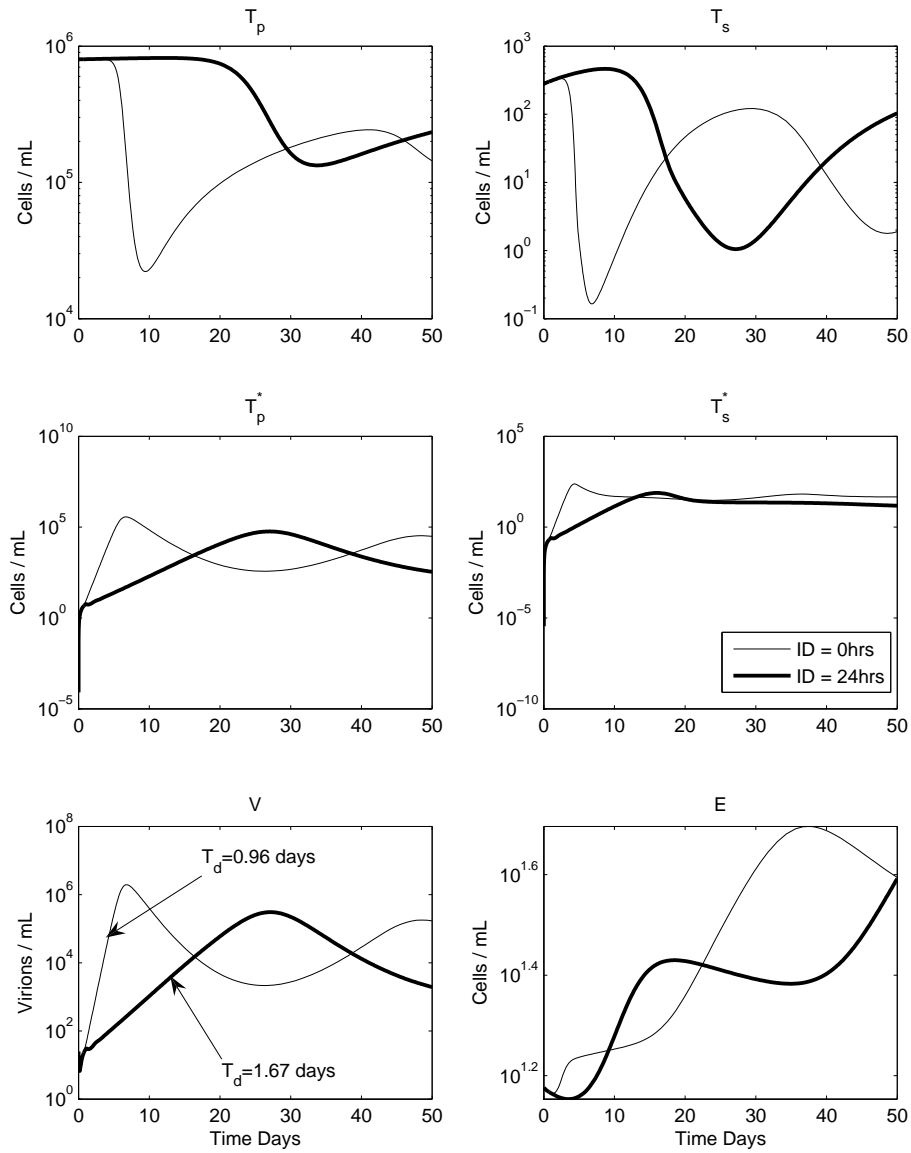 T_p
T_s
10^6
10^5
10^4
Cells / mL
0 10 20 30 40 50
10^3
10^2
10^1
10^0
10^-1
Cells / mL
0 10 20 30 40 50
T_p^*
T_s^*
10^10
10^5
10^0
10^-5
Cells / mL
0 10 20 30 40 50
10^5
10^0
10^-5
10^-10
Cells / mL
ID = 0hrs
ID = 24hrs
0 10 20 30 40 50
V
E
10^8
10^6
10^4
10^2
10^0
Virions / mL
T_d=0.96 days
T_d=1.67 days
0 10 20 30 40 50
Time Days
10^1.6
10^1.4
10^1.2
Cells / mL
0 10 20 30 40 50
Time Days